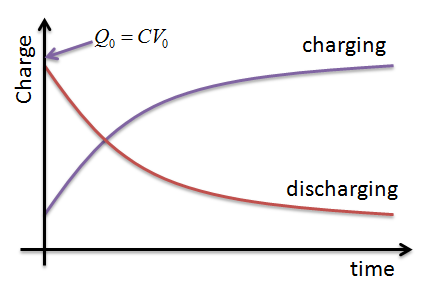 Q₀ = CV₀
charging
Charge
discharging
time